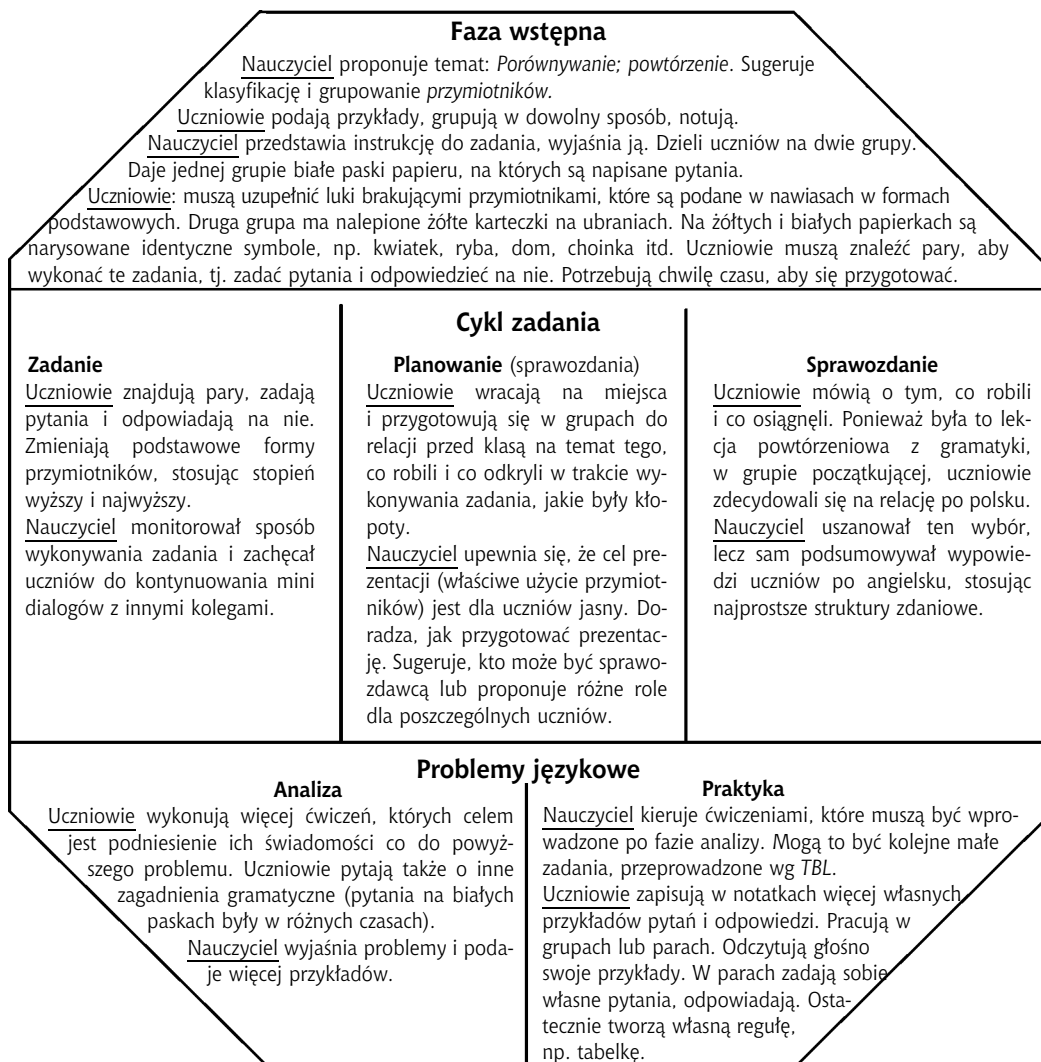 Faza wstępna
Nauczyciel proponuje temat: Porównywanie; powtórzenie. Sugeruje
klasyfikację i grupowanie przymiotników.
Uczniowie podają przykłady, grupują w dowolny sposób, notują.
Nauczyciel przedstawia instrukcję do zadania, wyjaśnia ją. Dzieli uczniów na dwie grupy.
Daje jednej grupie białe paski papieru, na których są napisane pytania.
Uczniowie: muszą uzupełnić luki brakującymi przymiotnikami, które są podane w nawiasach w formach
podstawowych. Druga grupa ma nalepione żółte karteczki na ubraniach. Na żółtych i białych papierkach są
narysowane identyczne symbole, np. kwiatek, ryba, dom, choinka itd. Uczniowie muszą znaleźć pary, aby
wykonać te zadania, tj. zadać pytania i odpowiedzieć na nie. Potrzebują chwilę czasu, aby się przygotować.
Cykl zadania
Zadanie
Uczniowie znajdują pary, zadają
pytania i odpowiadają na nie.
Zmieniają podstawowe formy
przymiotników, stosując stopień
wyższy i najwyższy.
Nauczyciel monitorował sposób
wykonywania zadania i zachęcał
uczniów do kontynuowania mini
dialogów z innymi kolegami.
Planowanie (sprawozdania)
Uczniowie wracają na miejsca
i przygotowują się w grupach do
relacji przed klasą na temat tego,
co robili i co odkryli w trakcie wy-
konywania zadania, jakie były kło-
poty.
Nauczyciel upewnia się, że cel pre-
zentacji (właściwe użycie przymiot-
ników) jest dla uczniów jasny. Do-
radza, jak przygotować prezentac-
ję. Sugeruje, kto może być sprawo-
zdawcą lub proponuje różne role
dla poszczególnych uczniów.
Sprawozdanie
Uczniowie mówią o tym, co robili
i co osiągnęli. Ponieważ była to lek-
cja powtórzeniowa z gramatyki,
w grupie początkującej, uczniowie
zdecydowali się na relację po polsku.
Nauczyciel uszanował ten wybór,
lecz sam podsumowywał wypowie-
dzi uczniów po angielsku, stosując
najprostsze struktury zdaniowe.
Problemy językowe
Analiza
Uczniowie wykonują więcej ćwiczeń, których celem
jest podniesienie ich świadomości co do powyż-
szego problemu. Uczniowie pytają także o inne
zagadnienia gramatyczne (pytania na białych
paskach były w różnych czasach).
Nauczyciel wyjaśnia problemy i poda-
je więcej przykładów.
Praktyka
Nauczyciel kieruje ćwiczeniami, które muszą być wpro-
wadzone po fazie analizy. Mogą to być kolejne małe
zadania, przeprowadzone wg TBL.
Uczniowie zapisują w notatkach więcej własnych
przykładów pytań i odpowiedzi. Pracują w
grupach lub parach. Odczytują głośno
swoje przykłady. W parach zadają sobie
własne pytania, odpowiadają. Osta-
tecznie tworzą własną regułę,
np. tabelkę.